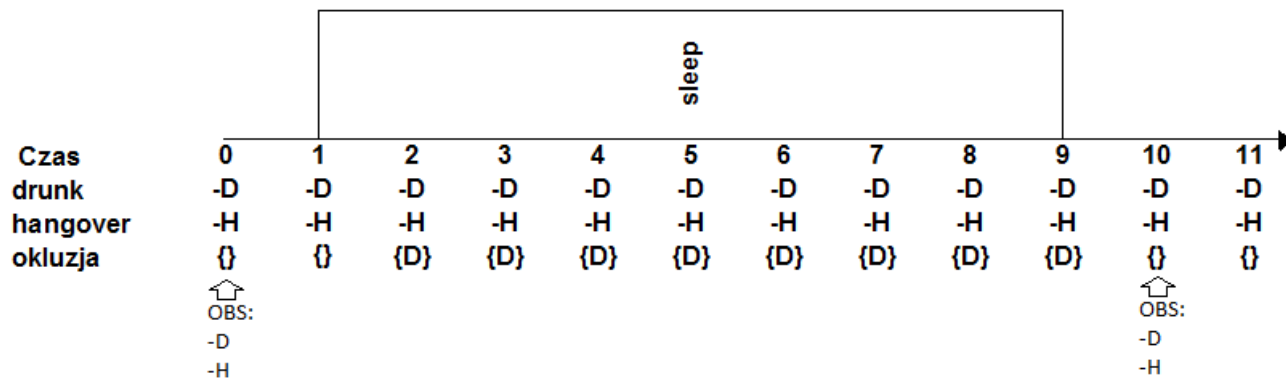 sleep
Czas 0 1 2 3 4 5 6 7 8 9 10 11
drunk -D -D -D -D -D -D -D -D -D -D -D -D
hangover -H -H -H -H -H -H -H -H -H -H -H -H
okluzja {} {} {D} {D} {D} {D} {D} {D} {D} {D} {} {}
OBS: OBS:
-D -D
-H -H